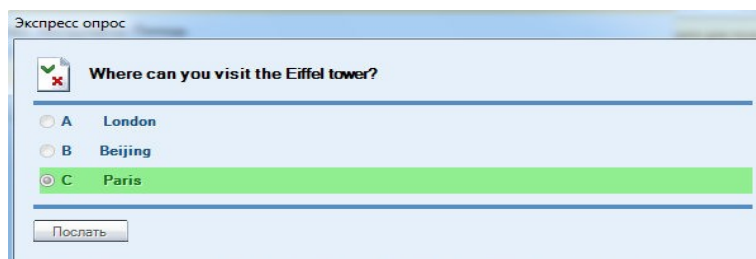 Экспресс опрос
Where can you visit the Eiffel tower?
A London
B Beijing
C Paris
Послать